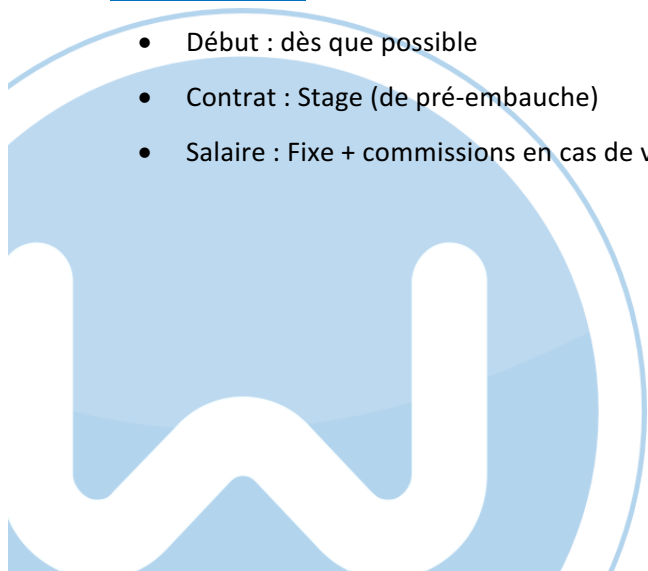 • Début : dès que possible
• Contrat : Stage (de pré-embauche)
• Salaire : Fixe + commissions en cas de